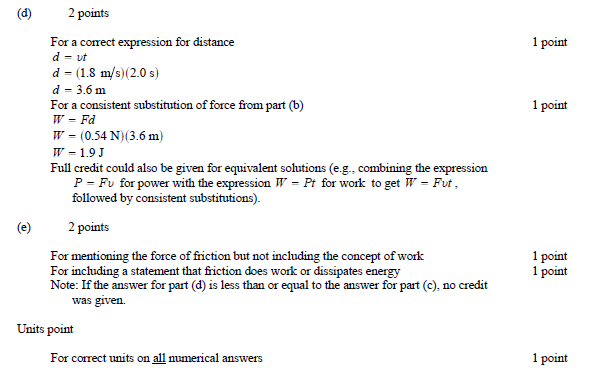 (d) 2 points
For a correct expression for distance 1 point
d = υt
d = (1.8 m/s)(2.0 s)
d = 3.6 m
For a consistent substitution of force from part (b) 1 point
W = Fd
W = (0.54 N)(3.6 m)
W = 1.9 J
Full credit could also be given for equivalent solutions (e.g., combining the expression
P = Fυ for power with the expression W = Pt for work to get W = Fυt ,
followed by consistent substitutions).
(e) 2 points
For mentioning the force of friction but not including the concept of work 1 point
For including a statement that friction does work or dissipates energy 1 point
Note: If the answer for part (d) is less than or equal to the answer for part (c), no credit
was given.
Units point
For correct units on all numerical answers 1 point